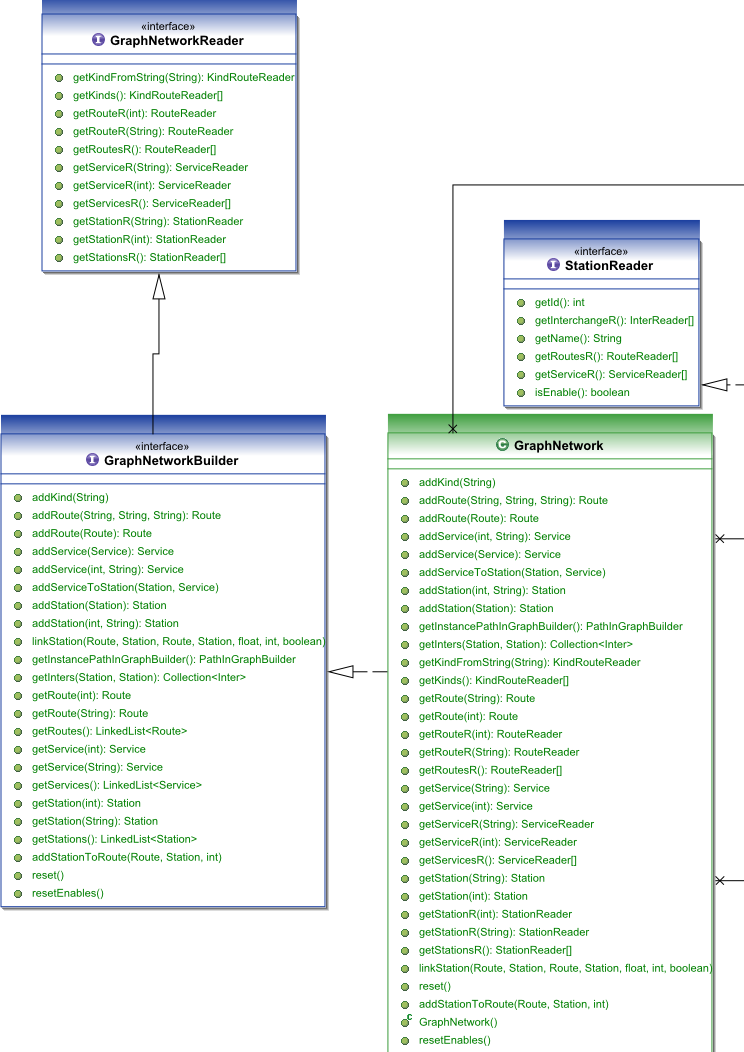 «interface»
I GraphNetworkReader
getKindFromString(String): KindRouteReader
getKinds(): KindRouteReader[]
getRouteR(int): RouteReader
getRouteR(String): RouteReader
getRoutesR(): RouteReader[]
getServiceR(String): ServiceReader
getServiceR(int): ServiceReader
getServicesR(): ServiceReader[]
getStationR(String): StationReader
getStationR(int): StationReader
getStationsR(): StationReader[]
«interface»
I StationReader
getId(): int
getInterchangeR(): InterReader[]
getName(): String
getRoutesR(): RouteReader[]
getServiceR(): ServiceReader[]
isEnable(): boolean
«interface»
I GraphNetworkBuilder
addKind(String)
addRoute(String, String, String): Route
addRoute(Route): Route
addService(Service): Service
addService(int, String): Service
addServiceToStation(Station, Service)
addStation(Station): Station
addStation(int, String): Station
linkStation(Route, Station, Route, Station, float, int, boolean)
getInstancePathInGraphBuilder(): PathInGraphBuilder
getInters(Station, Station): Collection<Inter>
getRoute(int): Route
getRoute(String): Route
getRoutes(): LinkedList<Route>
getService(int): Service
getService(String): Service
getServices(): LinkedList<Service>
getStation(int): Station
getStation(String): Station
getStations(): LinkedList<Station>
addStationToRoute(Route, Station, int)
reset()
resetEnables()
C GraphNetwork
addKind(String)
addRoute(String, String, String): Route
addRoute(Route): Route
addService(int, String): Service
addService(Service): Service
addServiceToStation(Station, Service)
addStation(int, String): Station
addStation(Station): Station
getInstancePathInGraphBuilder(): PathInGraphBuilder
getInters(Station, Station): Collection<Inter>
getKindFromString(String): KindRouteReader
getKinds(): KindRouteReader[]
getRoute(String): Route
getRoute(int): Route
getRouteR(int): RouteReader
getRouteR(String): RouteReader
getRoutesR(): RouteReader[]
getService(String): Service
getService(int): Service
getServiceR(String): ServiceReader
getServiceR(int): ServiceReader
getServicesR(): ServiceReader[]
getStation(String): Station
getStation(int): Station
getStationR(int): StationReader
getStationR(String): StationReader
getStationsR(): StationReader[]
linkStation(Route, Station, Route, Station, float, int, boolean)
reset()
addStationToRoute(Route, Station, int)
C GraphNetwork()
resetEnables()